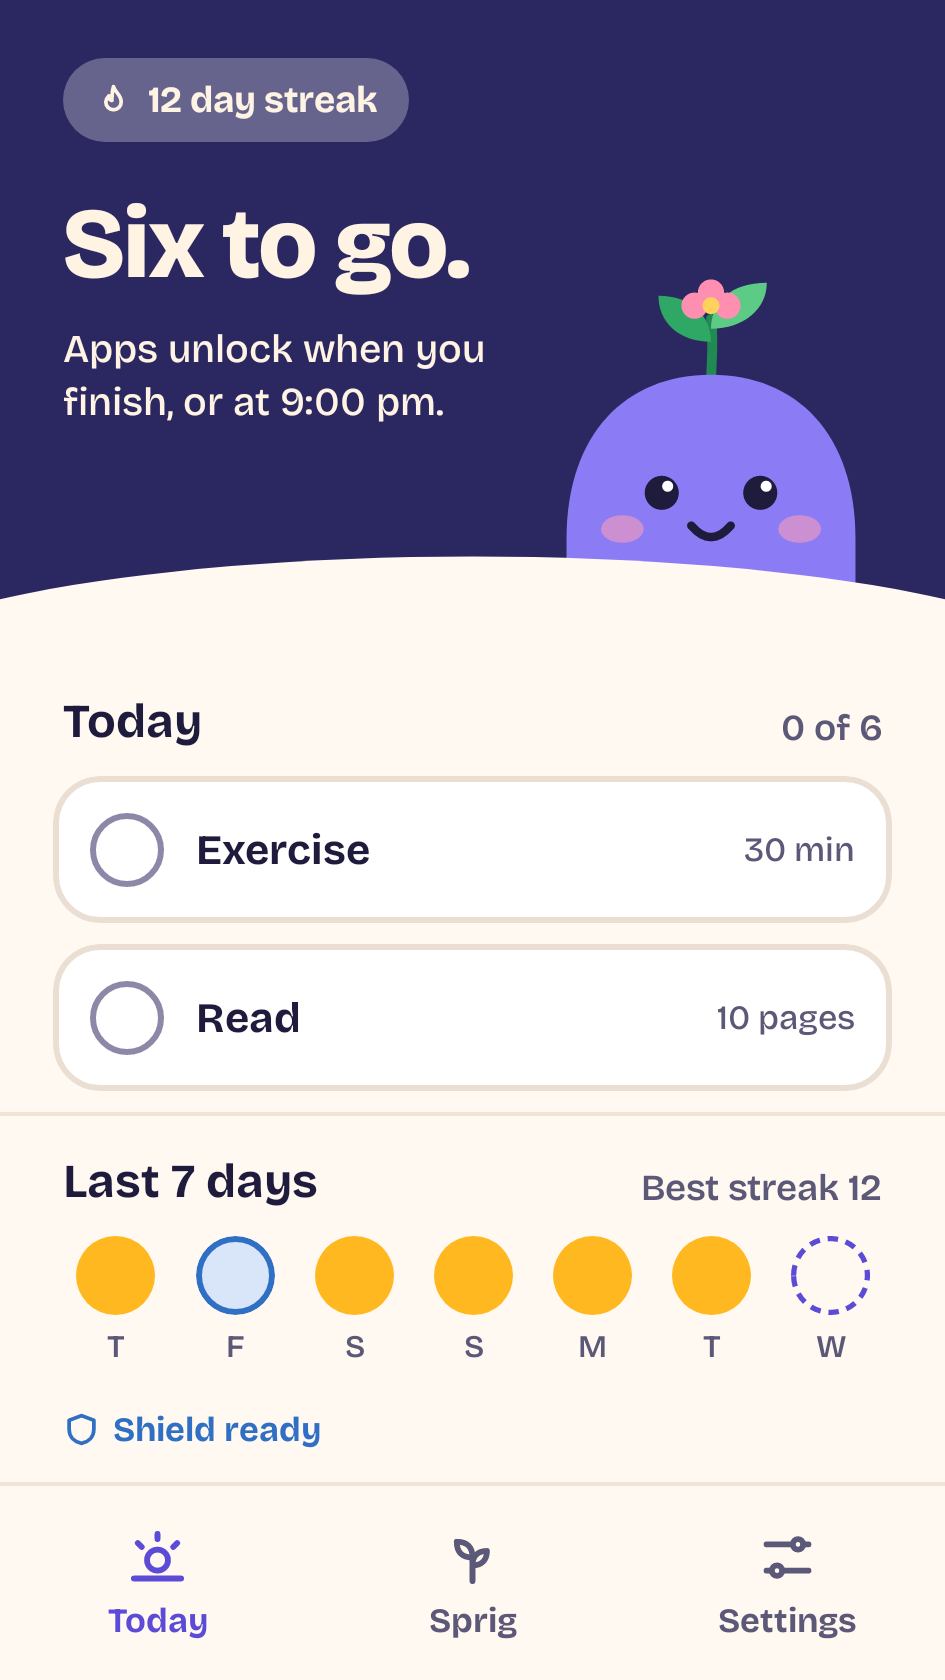 12 day streak
Six to go.
Apps unlock when you
finish, or at 9:00 pm.
Today
0 of 6
Exercise
30 min
Read
10 pages
Last 7 days
Best streak 12
T F S S M T W
Shield ready
Today
Sprig
Settings